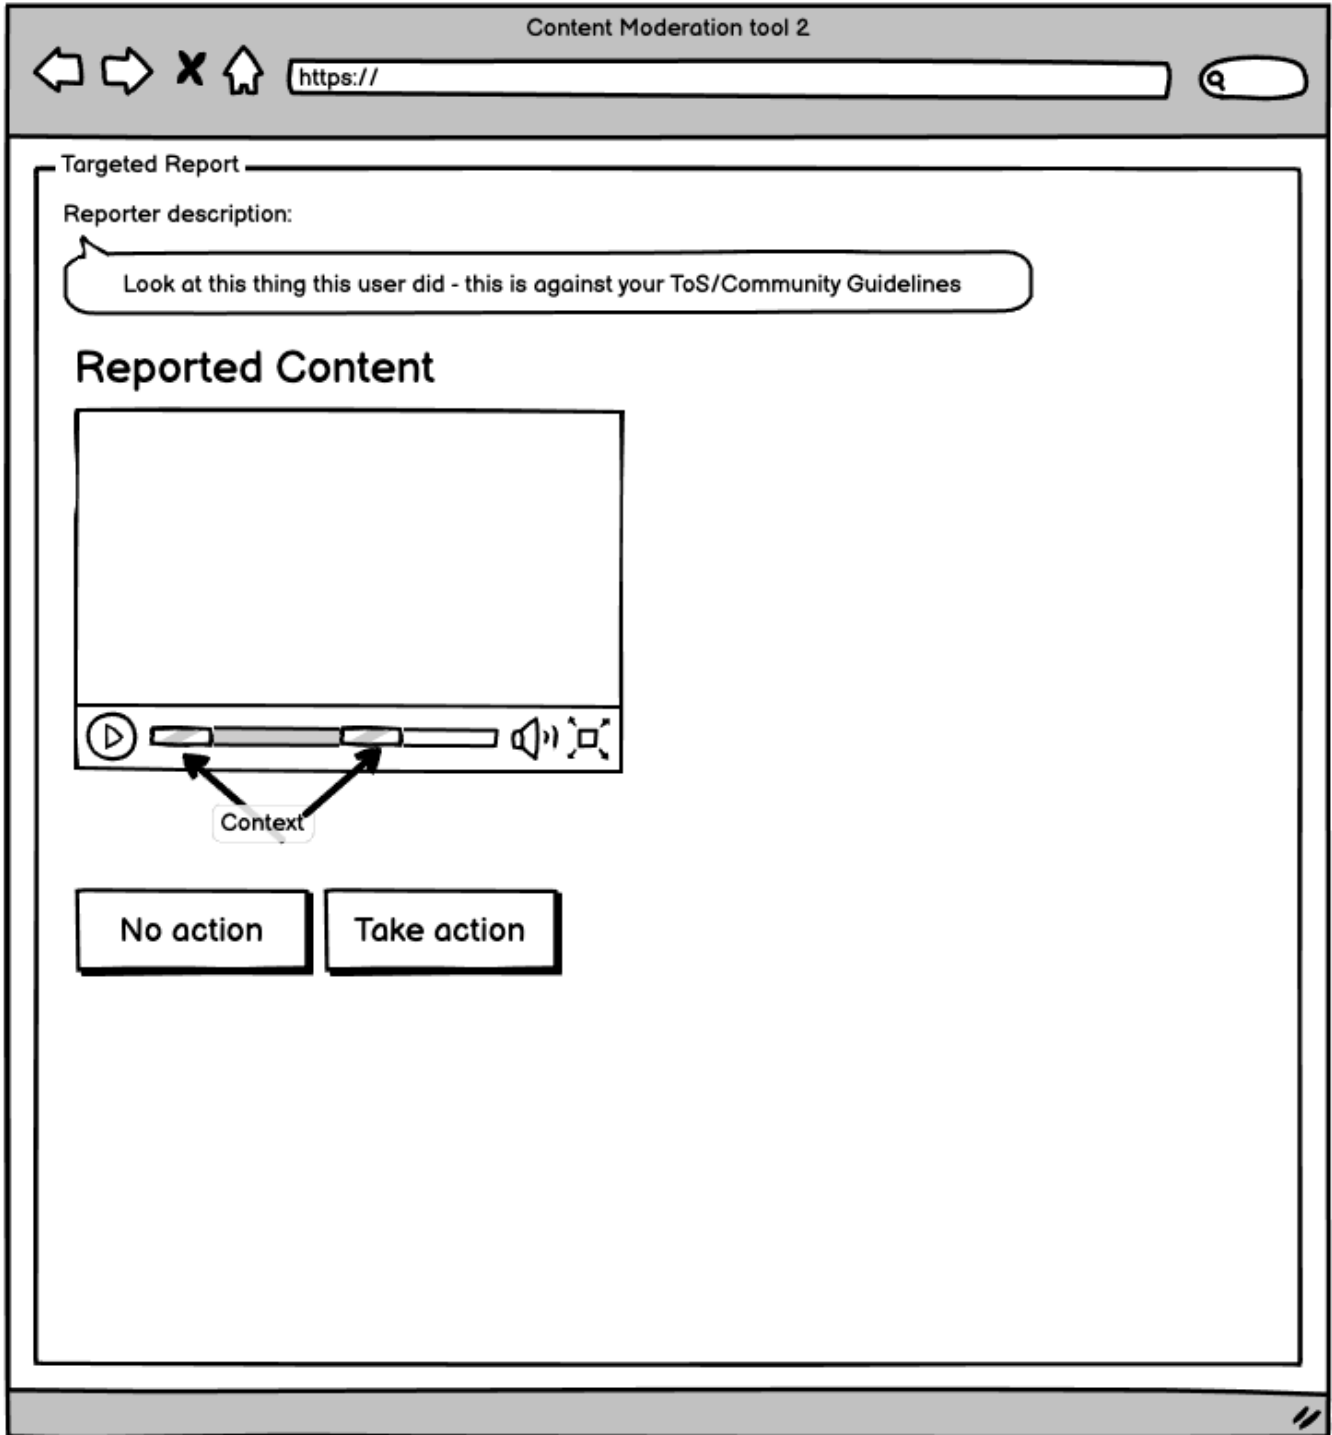 Content Moderation tool 2
https://
Targeted Report
Reporter description:
Look at this thing this user did - this is against your ToS/Community Guidelines
Reported Content
Context
No action
Take action